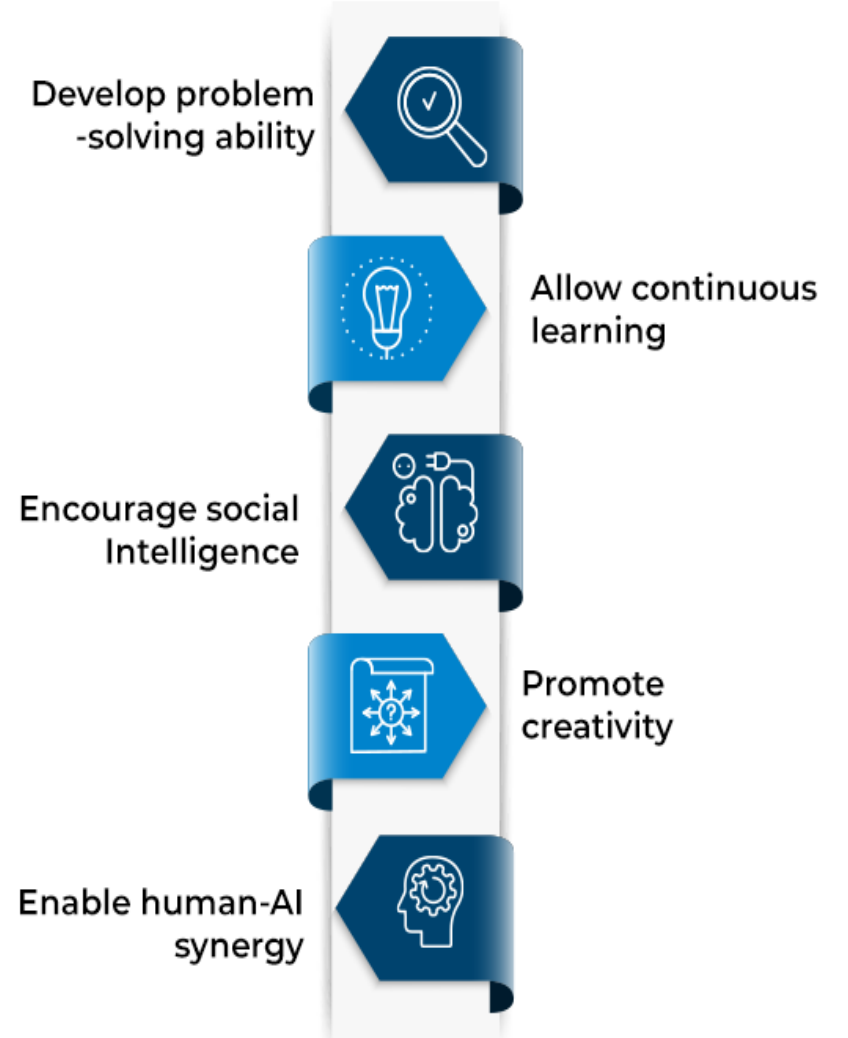 Develop problem
-solving ability
Allow continuous
learning
Encourage social
Intelligence
?
Promote
creativity
Enable human-AI
synergy